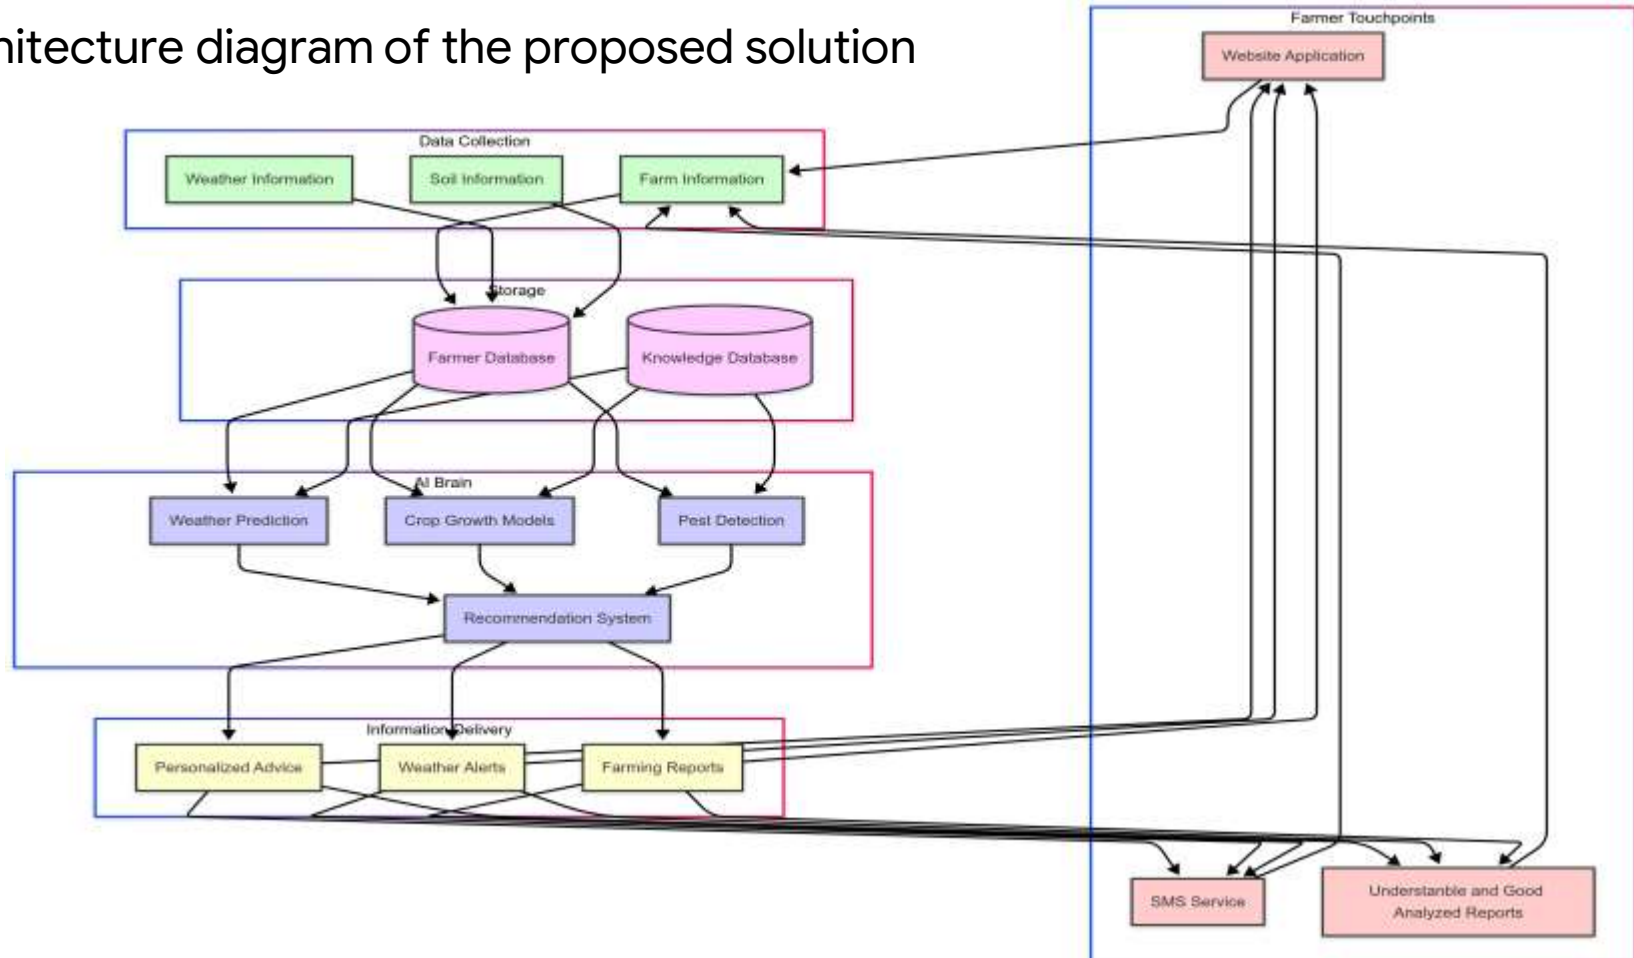 hitecture diagram of the proposed solution
Farmer Touchpoints
Website Application
Data Collection
Weather Information
Soil Information
Farm Information
Storage
Farmer Database
Knowledge Database
AI Brain
Weather Prediction
Crop Growth Models
Pest Detection
Recommendation System
Information Delivery
Personalized Advice
Weather Alerts
Farming Reports
SMS Service
Understanble and Good
Analyzed Reports